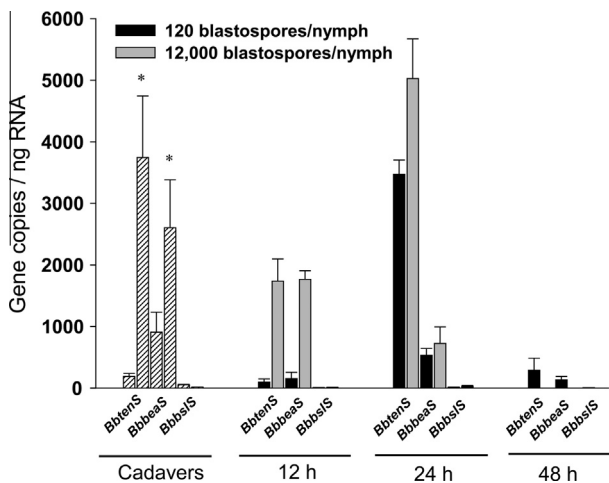 Gene copies / ng RNA
6000
5000
4000
3000
2000
1000
0
120 blastospores/nymph
12,000 blastospores/nymph
*
*
BbtenS
BbbeaS
BbbslS
BbtenS
BbbeaS
BbbslS
BbtenS
BbbeaS
BbbslS
BbtenS
BbbeaS
BbbslS
Cadavers
12 h
24 h
48 h